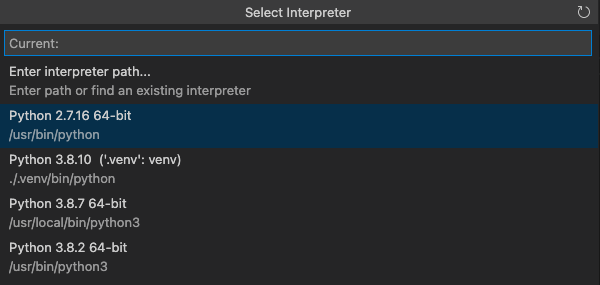 Select Interpreter
Current:
Enter interpreter path...
Enter path or find an existing interpreter
Python 2.7.16 64-bit
/usr/bin/python
Python 3.8.10  ('.venv': venv)
./.venv/bin/python
Python 3.8.7 64-bit
/usr/local/bin/python3
Python 3.8.2 64-bit
/usr/bin/python3